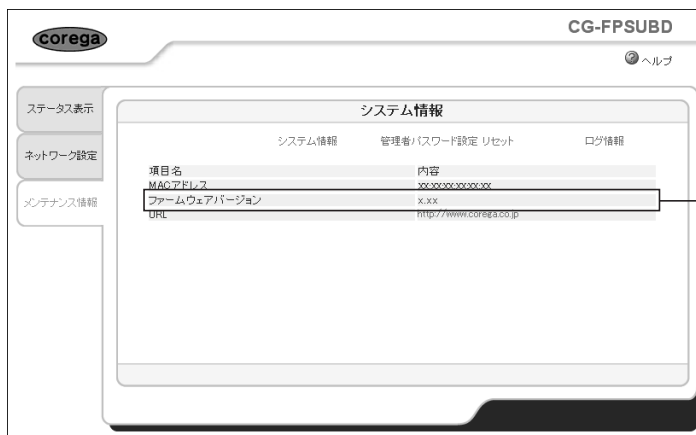 corega
CG-FPSUBD
ヘルプ
ステータス表示
ネットワーク設定
メンテナンス情報
システム情報
システム情報 管理者パスワード設定 リセット ログ情報
項目名 内容
MACアドレス xx:xx:xx:xx:xx:xx
ファームウェアバージョン x.xx
URL http://www.corega.co.jp